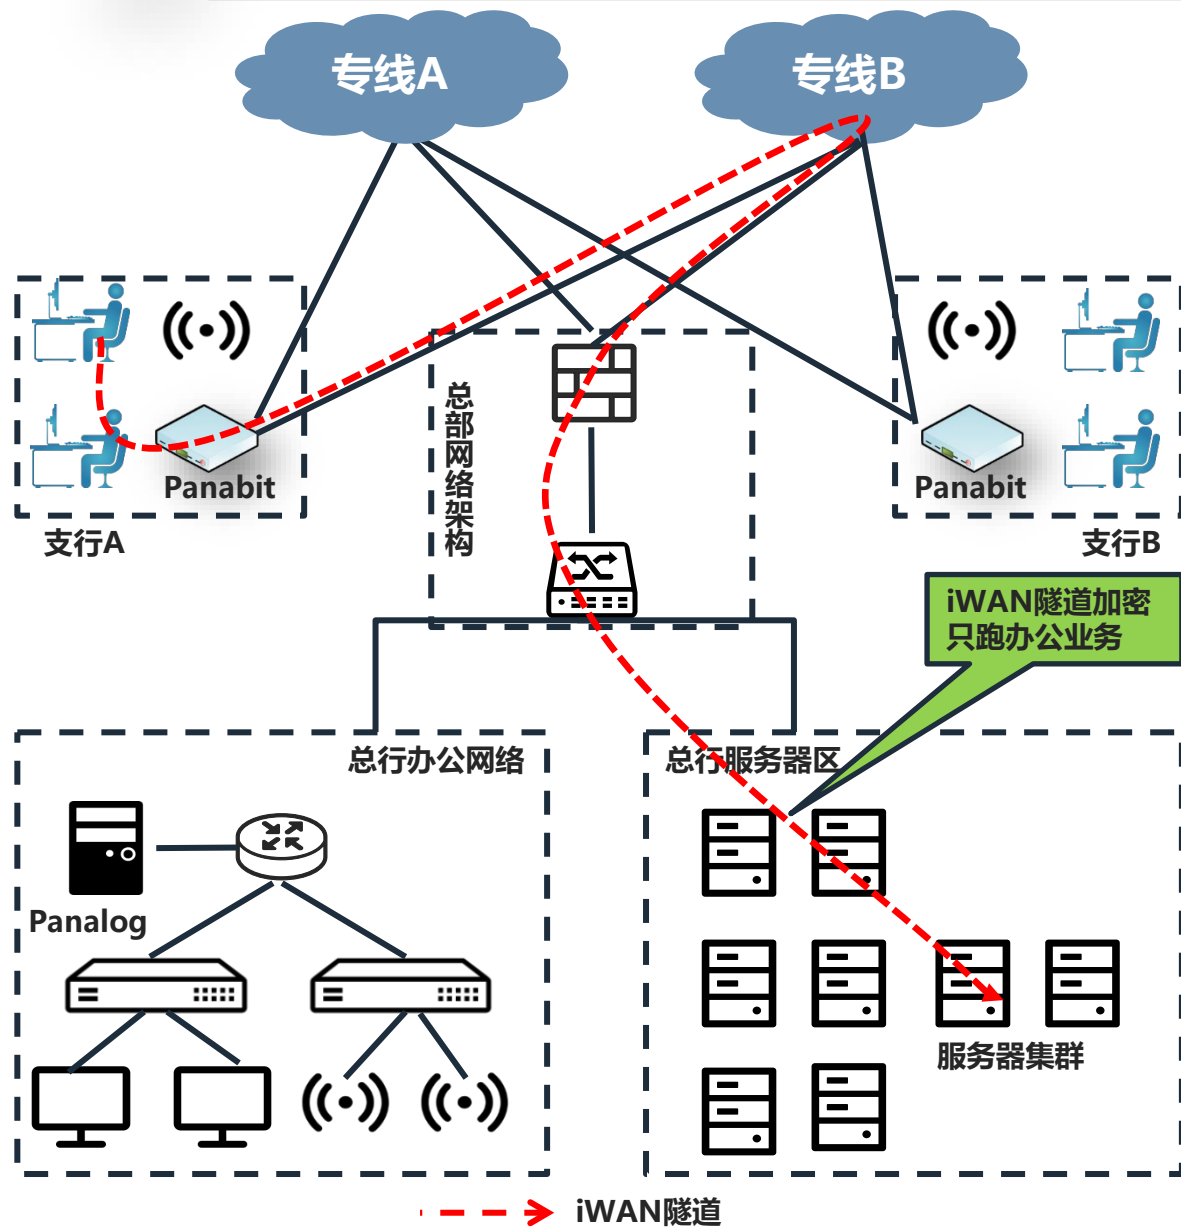 专线A
专线B
总部网络架构
Panabit
支行A
Panabit
支行B
iWAN隧道加密
只跑办公业务
总行办公网络
总行服务器区
Panalog
服务器集群
iWAN隧道